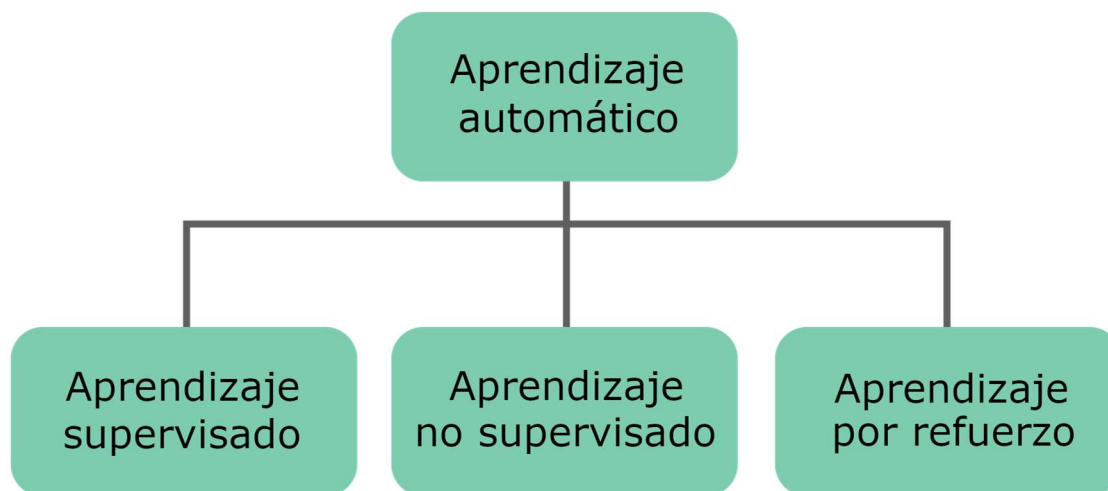 Aprendizaje
automático
Aprendizaje
supervisado
Aprendizaje
no supervisado
Aprendizaje
por refuerzo